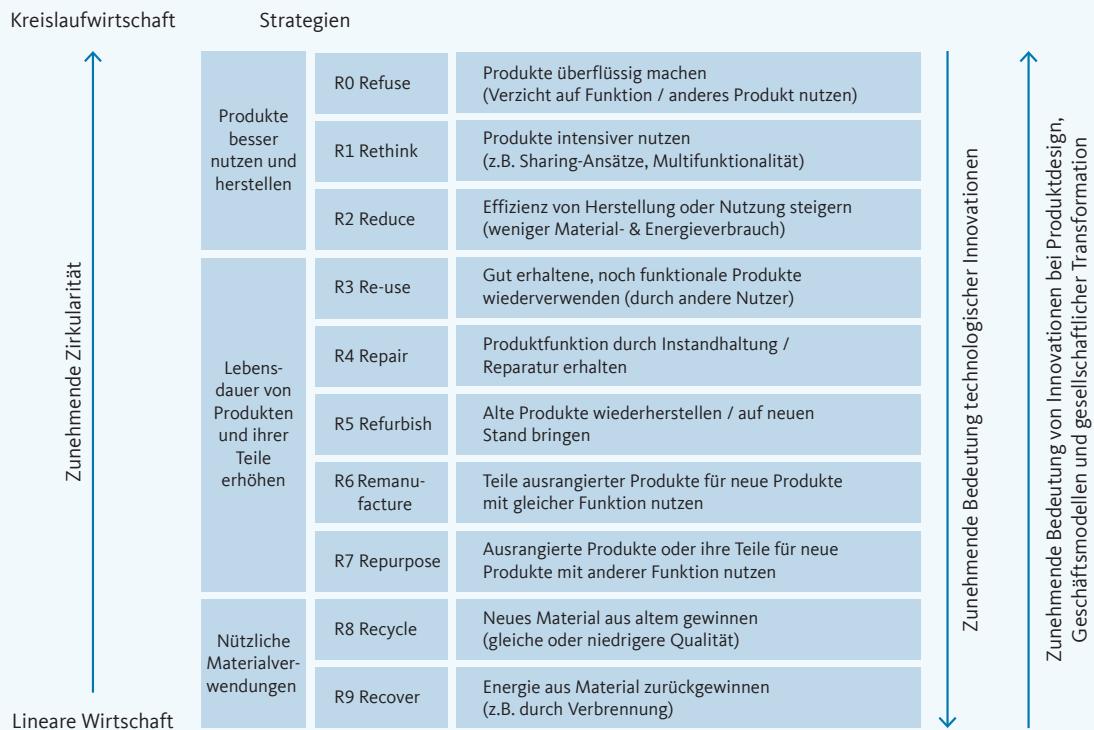 Kreislaufwirtschaft
Strategien
Zunehmende Zirkularität
Lineare Wirtschaft
Produkte
besser
nutzen und
herstellen
R0 Refuse
Produkte überflüssig machen
(Verzicht auf Funktion / anderes Produkt nutzen)
R1 Rethink
Produkte intensiver nutzen
(z.B. Sharing-Ansätze, Multifunktionalität)
R2 Reduce
Effizienz von Herstellung oder Nutzung steigern
(weniger Material- & Energieverbrauch)
Lebens-
dauer von
Produkten
und ihrer
Teile
erhöhen
R3 Re-use
Gut erhaltene, noch funktionale Produkte
wiederverwenden (durch andere Nutzer)
R4 Repair
Produktfunktion durch Instandhaltung /
Reparatur erhalten
R5 Refurbish
Alte Produkte wiederherstellen / auf neuen
Stand bringen
R6 Remanu-
facture
Teile ausrangierter Produkte für neue Produkte
mit gleicher Funktion nutzen
R7 Repurpose
Ausrangierte Produkte oder ihre Teile für neue
Produkte mit anderer Funktion nutzen
Nützliche
Materialver-
wendungen
R8 Recycle
Neues Material aus altem gewinnen
(gleiche oder niedrigere Qualität)
R9 Recover
Energie aus Material zurückgewinnen
(z.B. durch Verbrennung)
Zunehmende Bedeutung technologischer Innovationen
Zunehmende Bedeutung von Innovationen bei Produktdesign,
Geschäftsmodellen und gesellschaftlicher Transformation